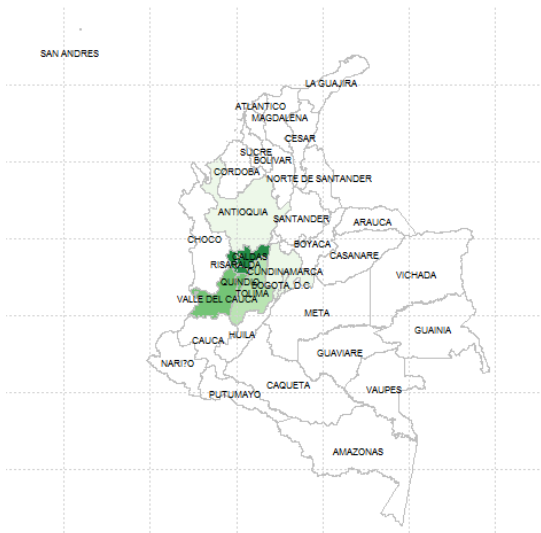 SAN ANDRES
LA GUAJIRA
ATLANTICO
MAGDALENA
CESAR
SUCRE
BOLIVAR
CORDOBA
NORTE DE SANTANDER
ANTIOQUIA
SANTANDER
ARAUCA
CHOCO
BOYACA
CASANARE
CALDAS
RISARALDA
CUNDINAMARCA
VICHADA
QUINDIO
BOGOTA, D.C.
TOLIMA
VALLE DEL CAUCA
META
GUAINIA
HUILA
CAUCA
GUAVIARE
NARI?O
CAQUETA
VAUPES
PUTUMAYO
AMAZONAS